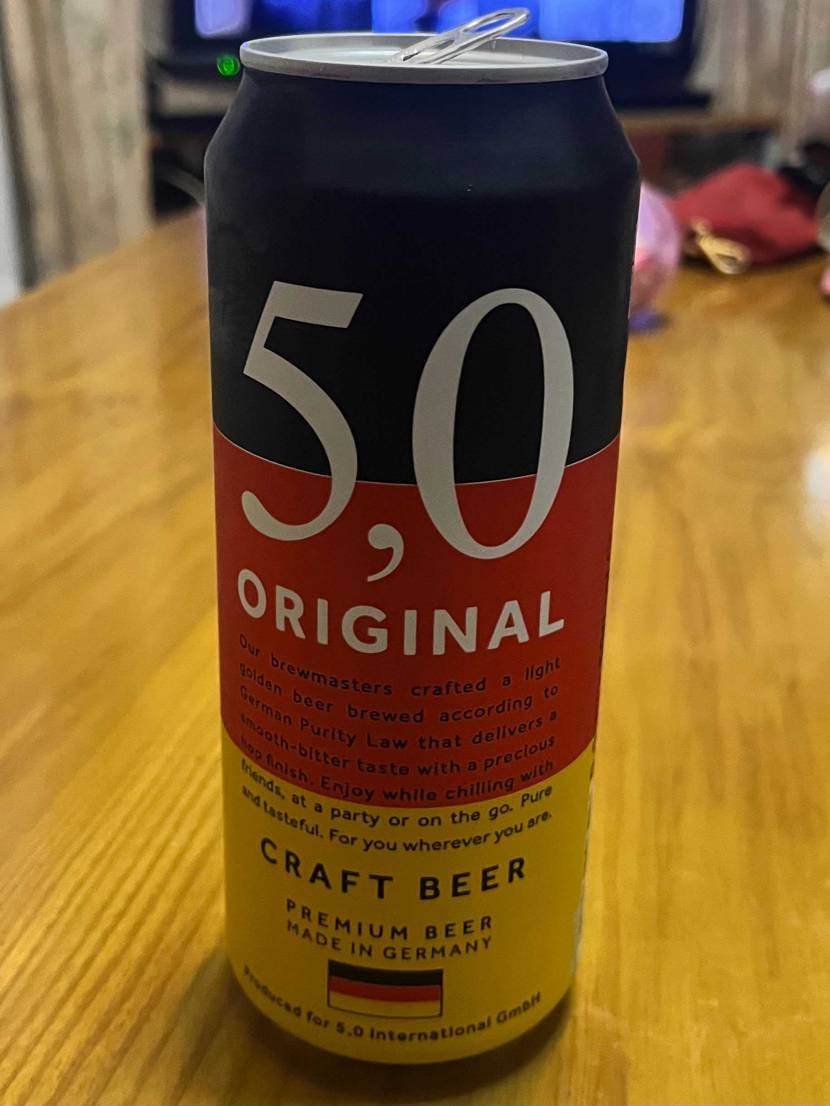 5,0
ORIGINAL
Our brewmasters crafted a light
golden beer brewed according to
German Purity Law that delivers a
smooth-bitter taste with a precious
hop finish. Enjoy while chilling with
friends, at a party or on the go. Pure
and tasteful. For you wherever you are.
CRAFT BEER
PREMIUM BEER
MADE IN GERMANY
Produced for 5.0 International GmbH